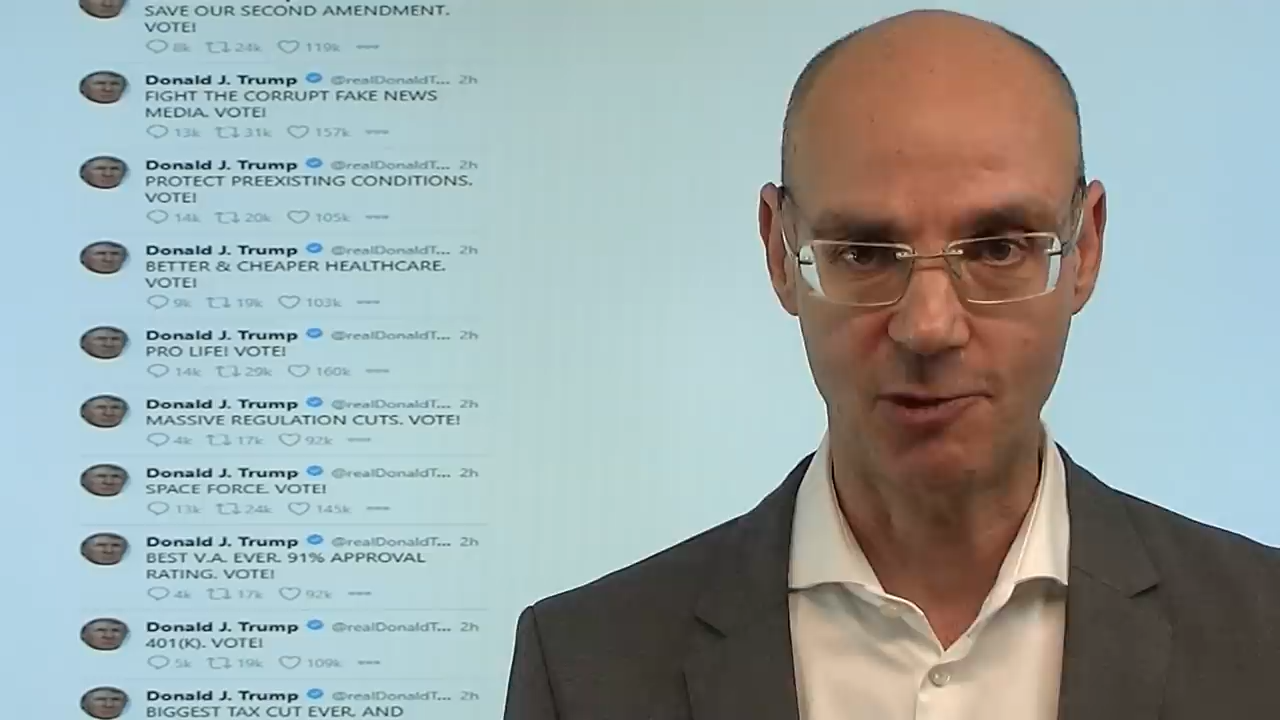 SAVE OUR SECOND AMENDMENT.
VOTE!
8k 24k 119k
Donald J. Trump @realDonaldT... 2h
FIGHT THE CORRUPT FAKE NEWS
MEDIA. VOTE!
13k 31k 157k
Donald J. Trump @realDonaldT... 2h
PROTECT PREEXISTING CONDITIONS.
VOTE!
14k 20k 105k
Donald J. Trump @realDonaldT... 2h
BETTER & CHEAPER HEALTHCARE.
VOTE!
9k 19k 103k
Donald J. Trump @realDonaldT... 2h
PRO LIFE! VOTE!
14k 29k 160k
Donald J. Trump @realDonaldT... 2h
MASSIVE REGULATION CUTS. VOTE!
4k 17k 92k
Donald J. Trump @realDonaldT... 2h
SPACE FORCE. VOTE!
13k 24k 145k
Donald J. Trump @realDonaldT... 2h
BEST V.A. EVER. 91% APPROVAL
RATING. VOTE!
4k 17k 92k
Donald J. Trump @realDonaldT... 2h
401(K). VOTE!
5k 19k 109k
Donald J. Trump @realDonaldT... 2h
BIGGEST TAX CUT EVER, AND